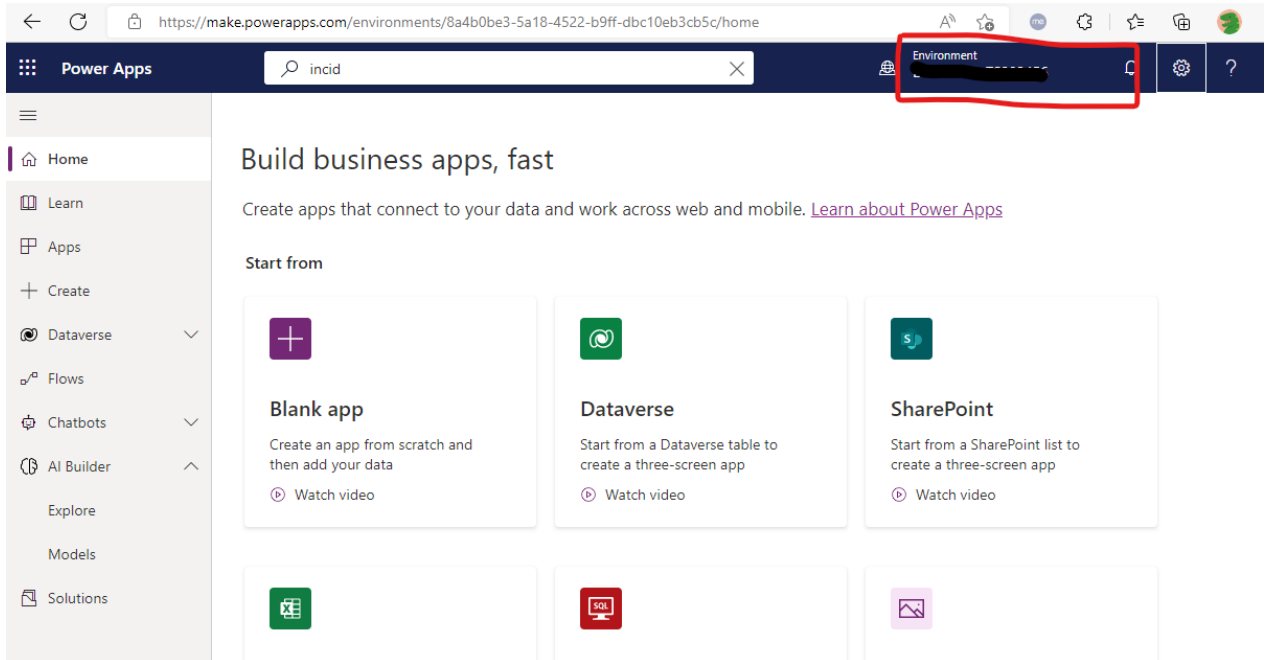 https://make.powerapps.com/environments/8a4b0be3-5a18-4522-b9ff-dbc10eb3cb5c/home
Power Apps
incid
Environment
Home
Learn
Apps
Create
Dataverse
Flows
Chatbots
AI Builder
Explore
Models
Solutions
Build business apps, fast
Create apps that connect to your data and work across web and mobile. Learn about Power Apps
Start from
Blank app
Create an app from scratch and
then add your data
Watch video
Dataverse
Start from a Dataverse table to
create a three-screen app
Watch video
SharePoint
Start from a SharePoint list to
create a three-screen app
Watch video
SQL